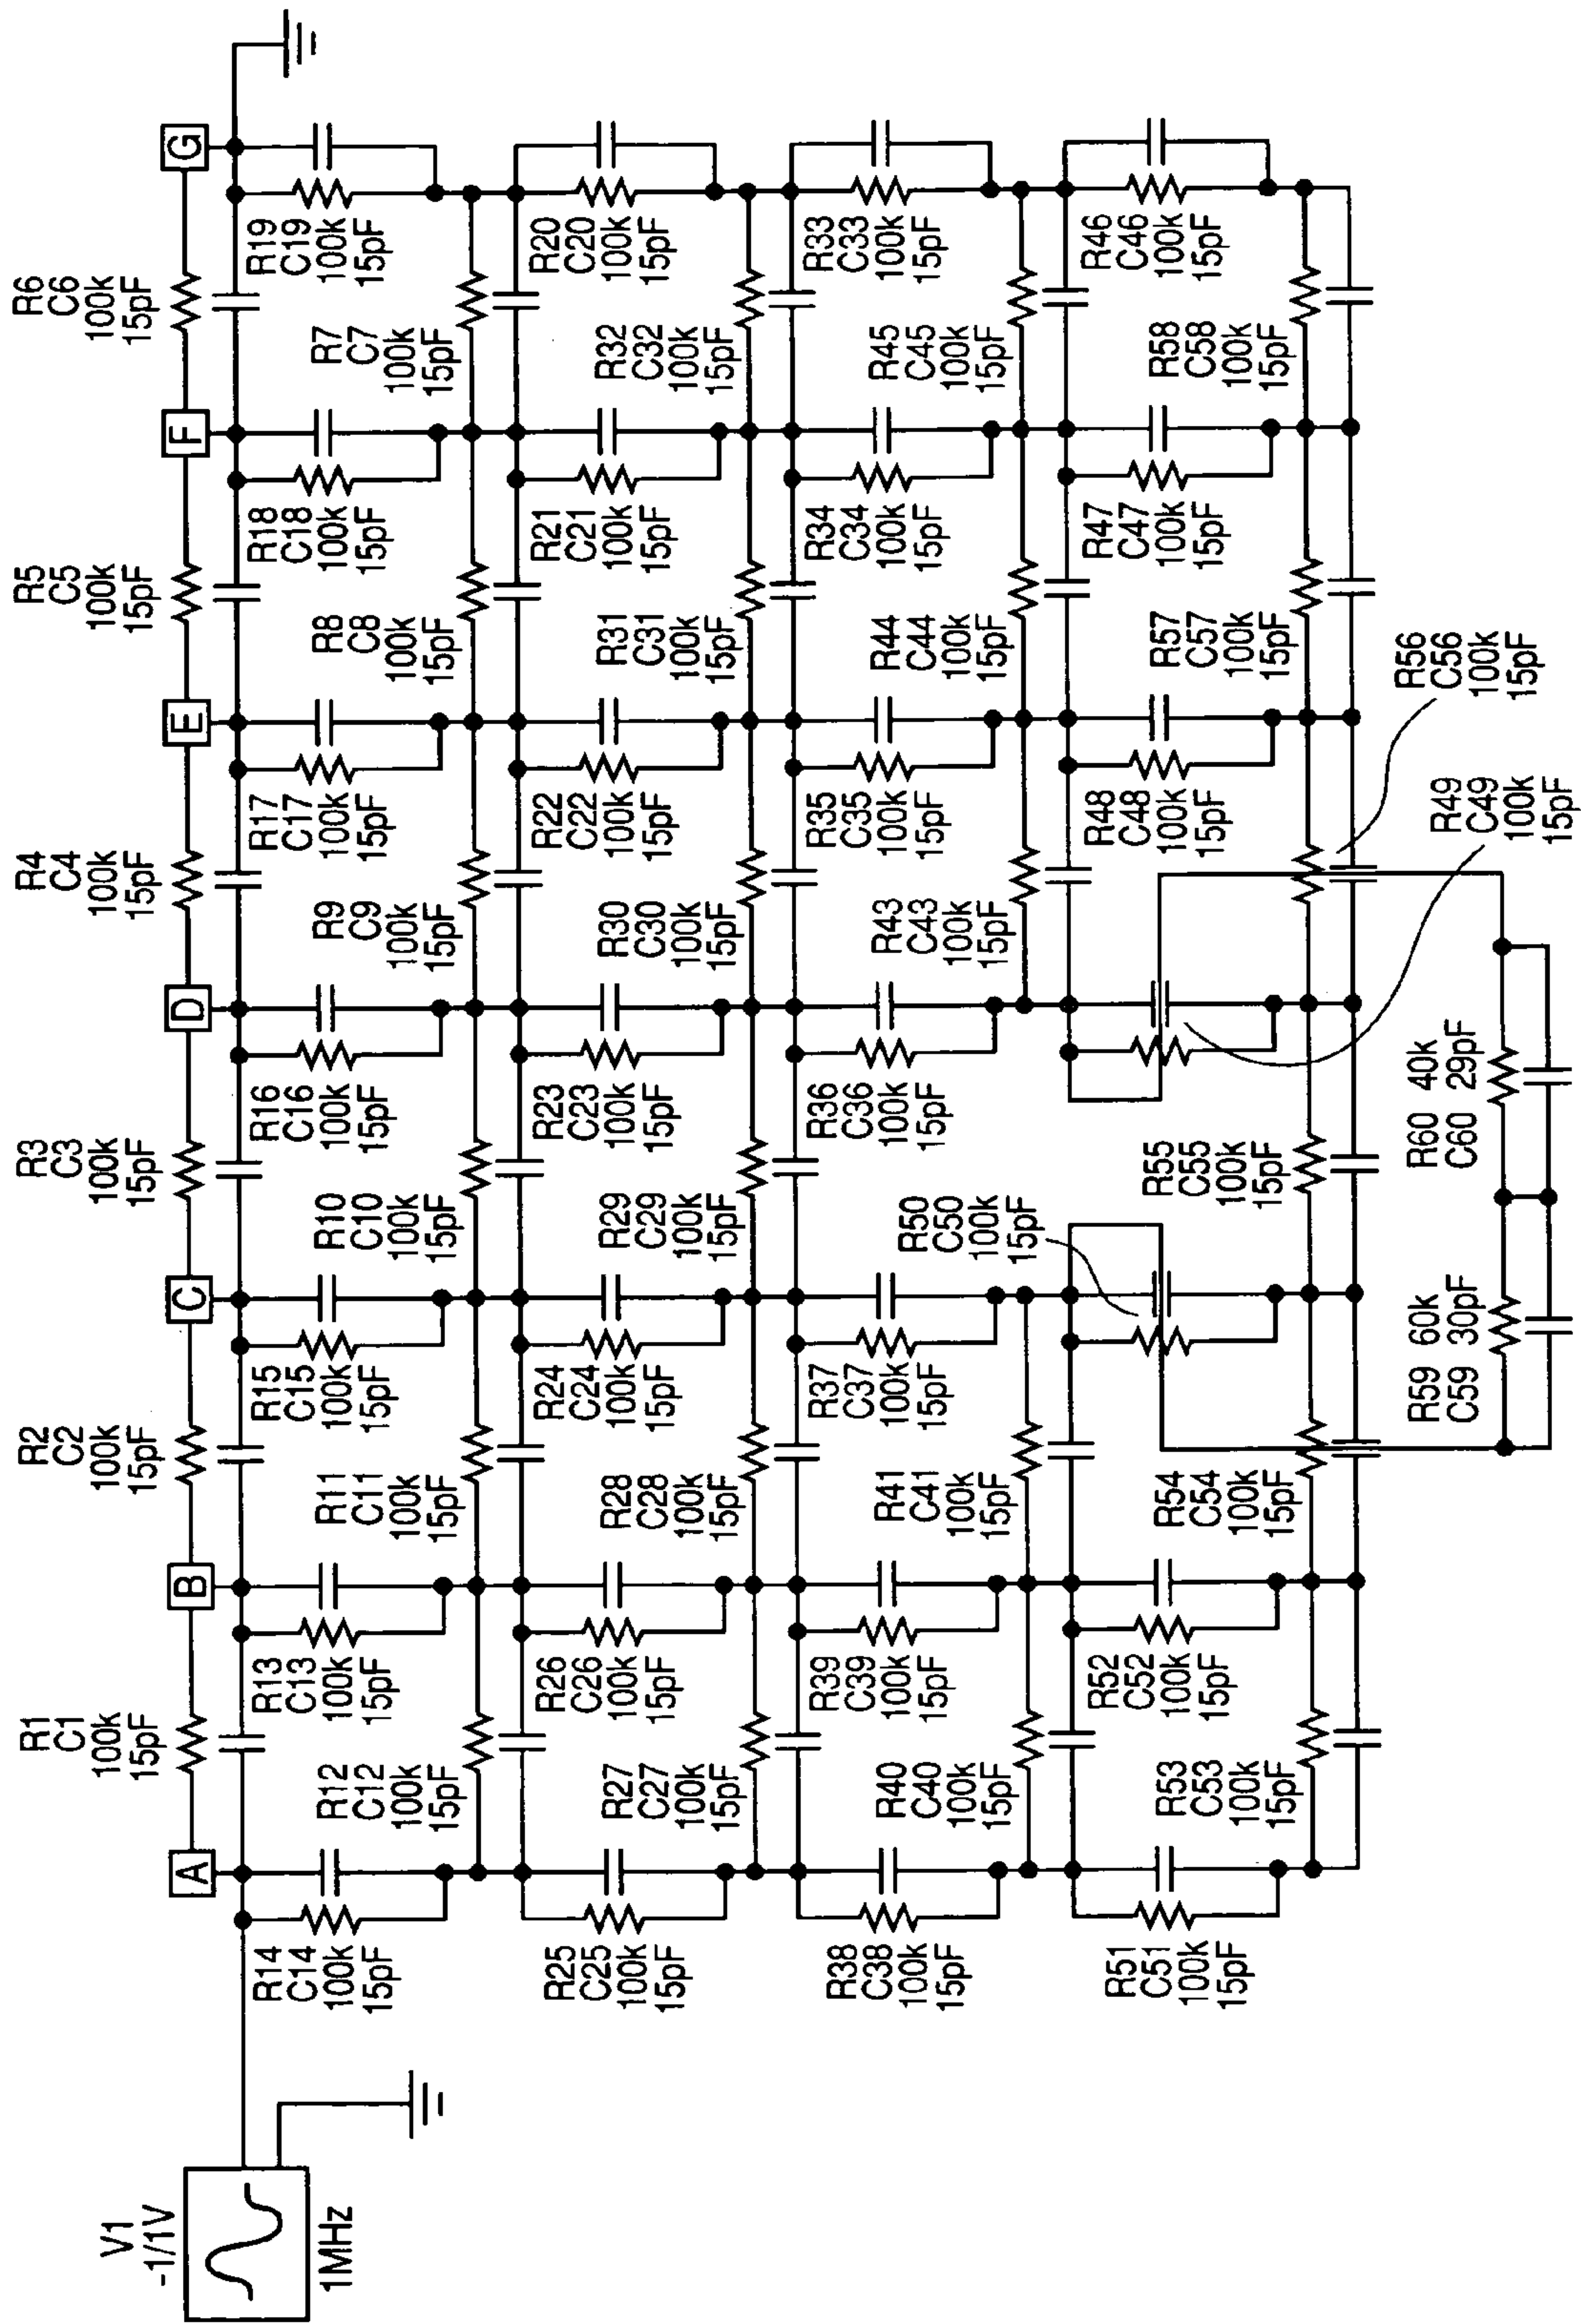 V1
-1/1V
1MHz
A
B
C
D
E
F
G
R1
C1
100k
15pF
R2
C2
100k
15pF
R3
C3
100k
15pF
R4
C4
100k
15pF
R5
C5
100k
15pF
R6
C6
100k
15pF
R14
C14
100k
15pF
R13
C13
100k
15pF
R15
C15
100k
15pF
R16
C16
100k
15pF
R17
C17
100k
15pF
R18
C18
100k
15pF
R19
C19
100k
15pF
R12
C12
100k
15pF
R11
C11
100k
15pF
R10
C10
100k
15pF
R9
C9
100k
15pF
R8
C8
100k
15pF
R7
C7
100k
15pF
R25
C25
100k
15pF
R26
C26
100k
15pF
R24
C24
100k
15pF
R23
C23
100k
15pF
R22
C22
100k
15pF
R21
C21
100k
15pF
R20
C20
100k
15pF
R27
C27
100k
15pF
R28
C28
100k
15pF
R29
C29
100k
15pF
R30
C30
100k
15pF
R31
C31
100k
15pF
R32
C32
100k
15pF
R38
C38
100k
15pF
R39
C39
100k
15pF
R37
C37
100k
15pF
R36
C36
100k
15pF
R35
C35
100k
15pF
R34
C34
100k
15pF
R33
C33
100k
15pF
R40
C40
100k
15pF
R41
C41
100k
15pF
R50
C50
100k
15pF
R43
C43
100k
15pF
R44
C44
100k
15pF
R45
C45
100k
15pF
R51
C51
100k
15pF
R52
C52
100k
15pF
R48
C48
100k
15pF
R47
C47
100k
15pF
R46
C46
100k
15pF
R53
C53
100k
15pF
R54
C54
100k
15pF
R55
C55
100k
15pF
R57
C57
100k
15pF
R58
C58
100k
15pF
R56
C56
100k
15pF
R49
C49
100k
15pF
R59 60k
C59 30pF
R60 40k
C60 29pF